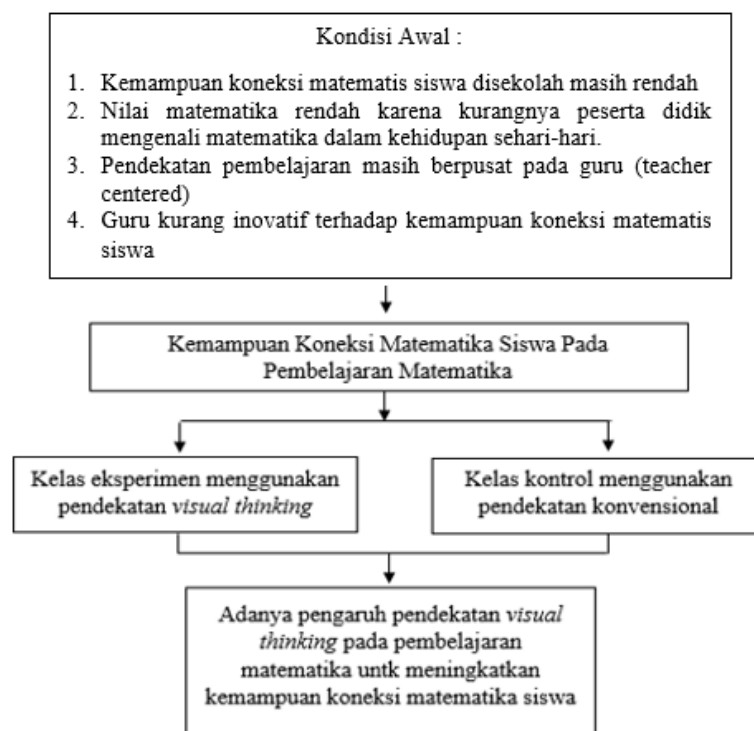 Kondisi Awal :
1. Kemampuan koneksi matematis siswa disekolah masih rendah
2. Nilai matematika rendah karena kurangnya peserta didik
mengenali matematika dalam kehidupan sehari-hari.
3. Pendekatan pembelajaran masih berpusat pada guru (teacher
centered)
4. Guru kurang inovatif terhadap kemampuan koneksi matematis
siswa
Kemampuan Koneksi Matematika Siswa Pada
Pembelajaran Matematika
Kelas eksperimen menggunakan
pendekatan visual thinking
Kelas kontrol menggunakan
pendekatan konvensional
Adanya pengaruh pendekatan visual
thinking pada pembelajaran
matematika untk meningkatkan
kemampuan koneksi matematika siswa